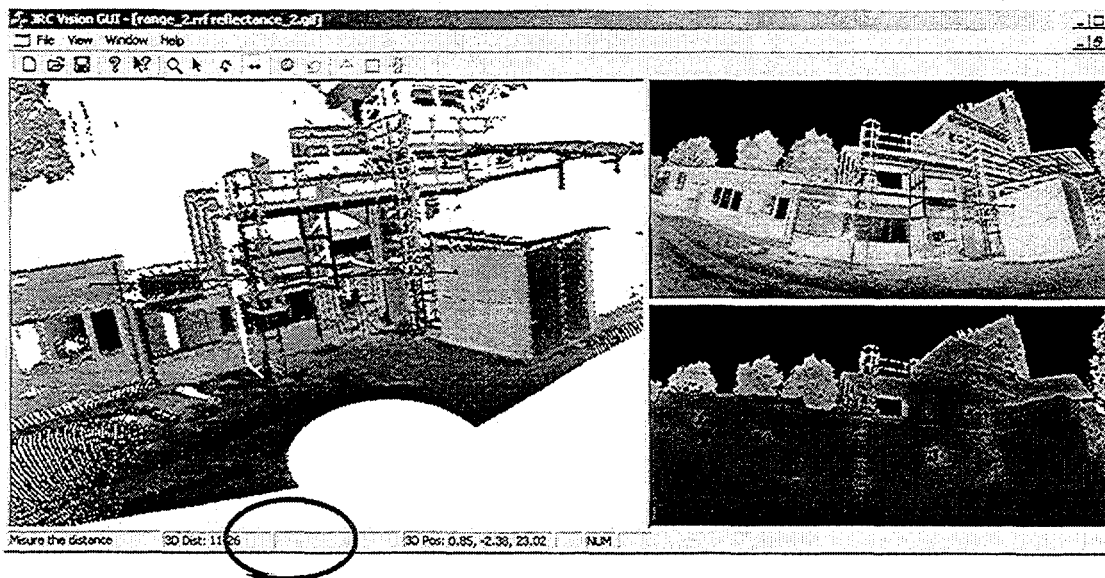 JRC Vision GUI - [range_2.rrf reflectance_2.gif]
File View Window Help
Misure the distance 3D Dist: 11.26 3D Pos: 0.85, -2.38, 23.02 NUM